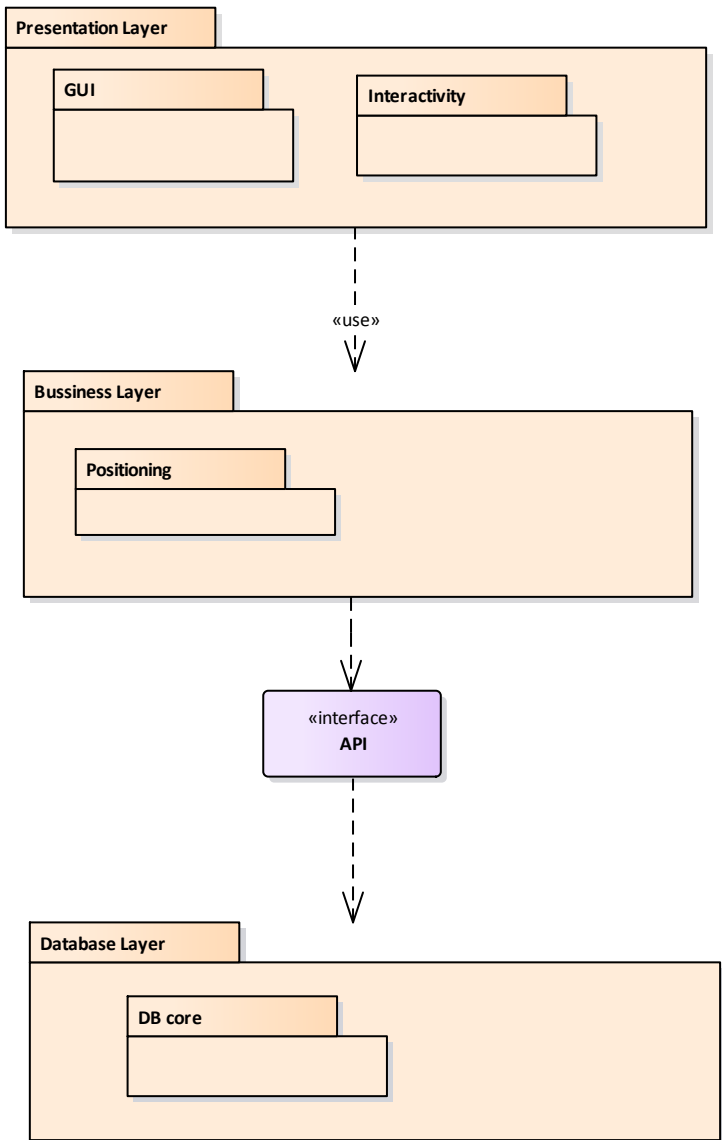 Presentation Layer
GUI
Interactivity
«use»
Bussiness Layer
Positioning
«interface»
API
Database Layer
DB core